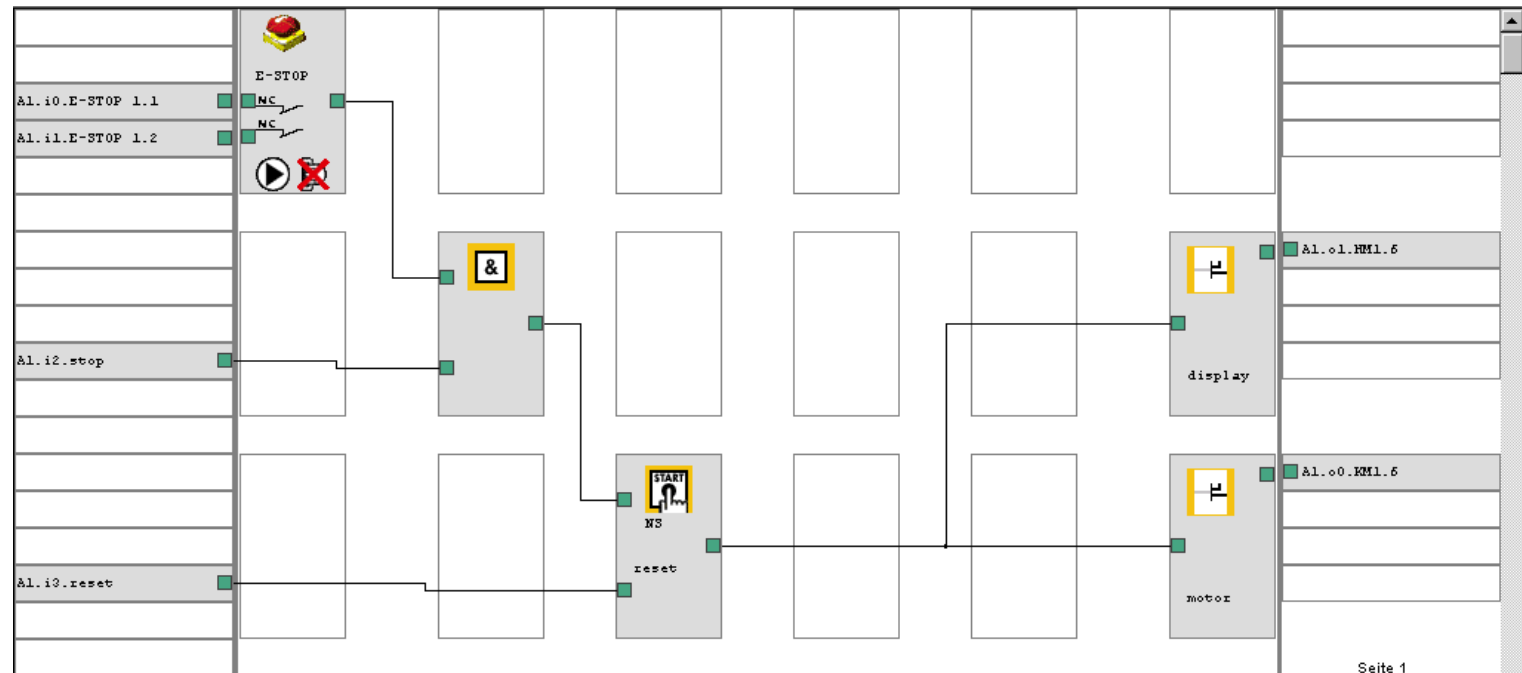 E-STOP
A1.i0.E-STOP 1.1
NC
A1.i1.E-STOP 1.2
NC
&
A1.o1.HM1.6
A1.i2.stop
display
START
A1.o0.KM1.6
NS
reset
A1.i3.reset
motor
Seite 1